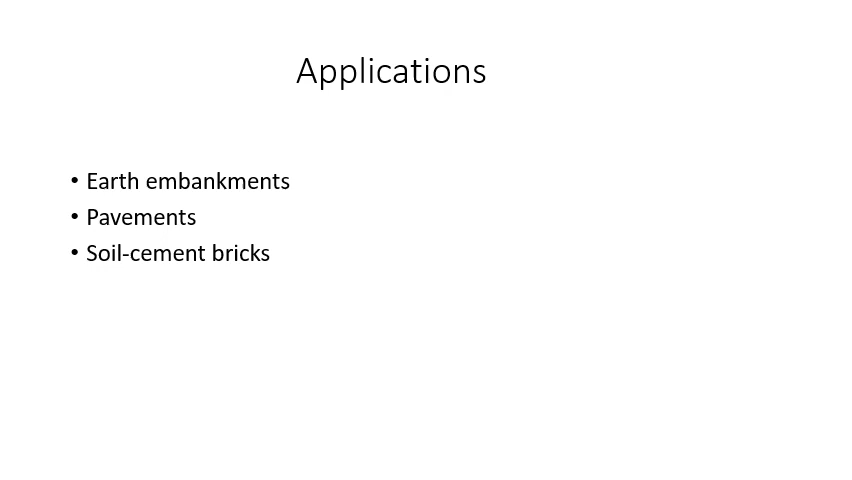 Applications
• Earth embankments
• Pavements
• Soil-cement bricks